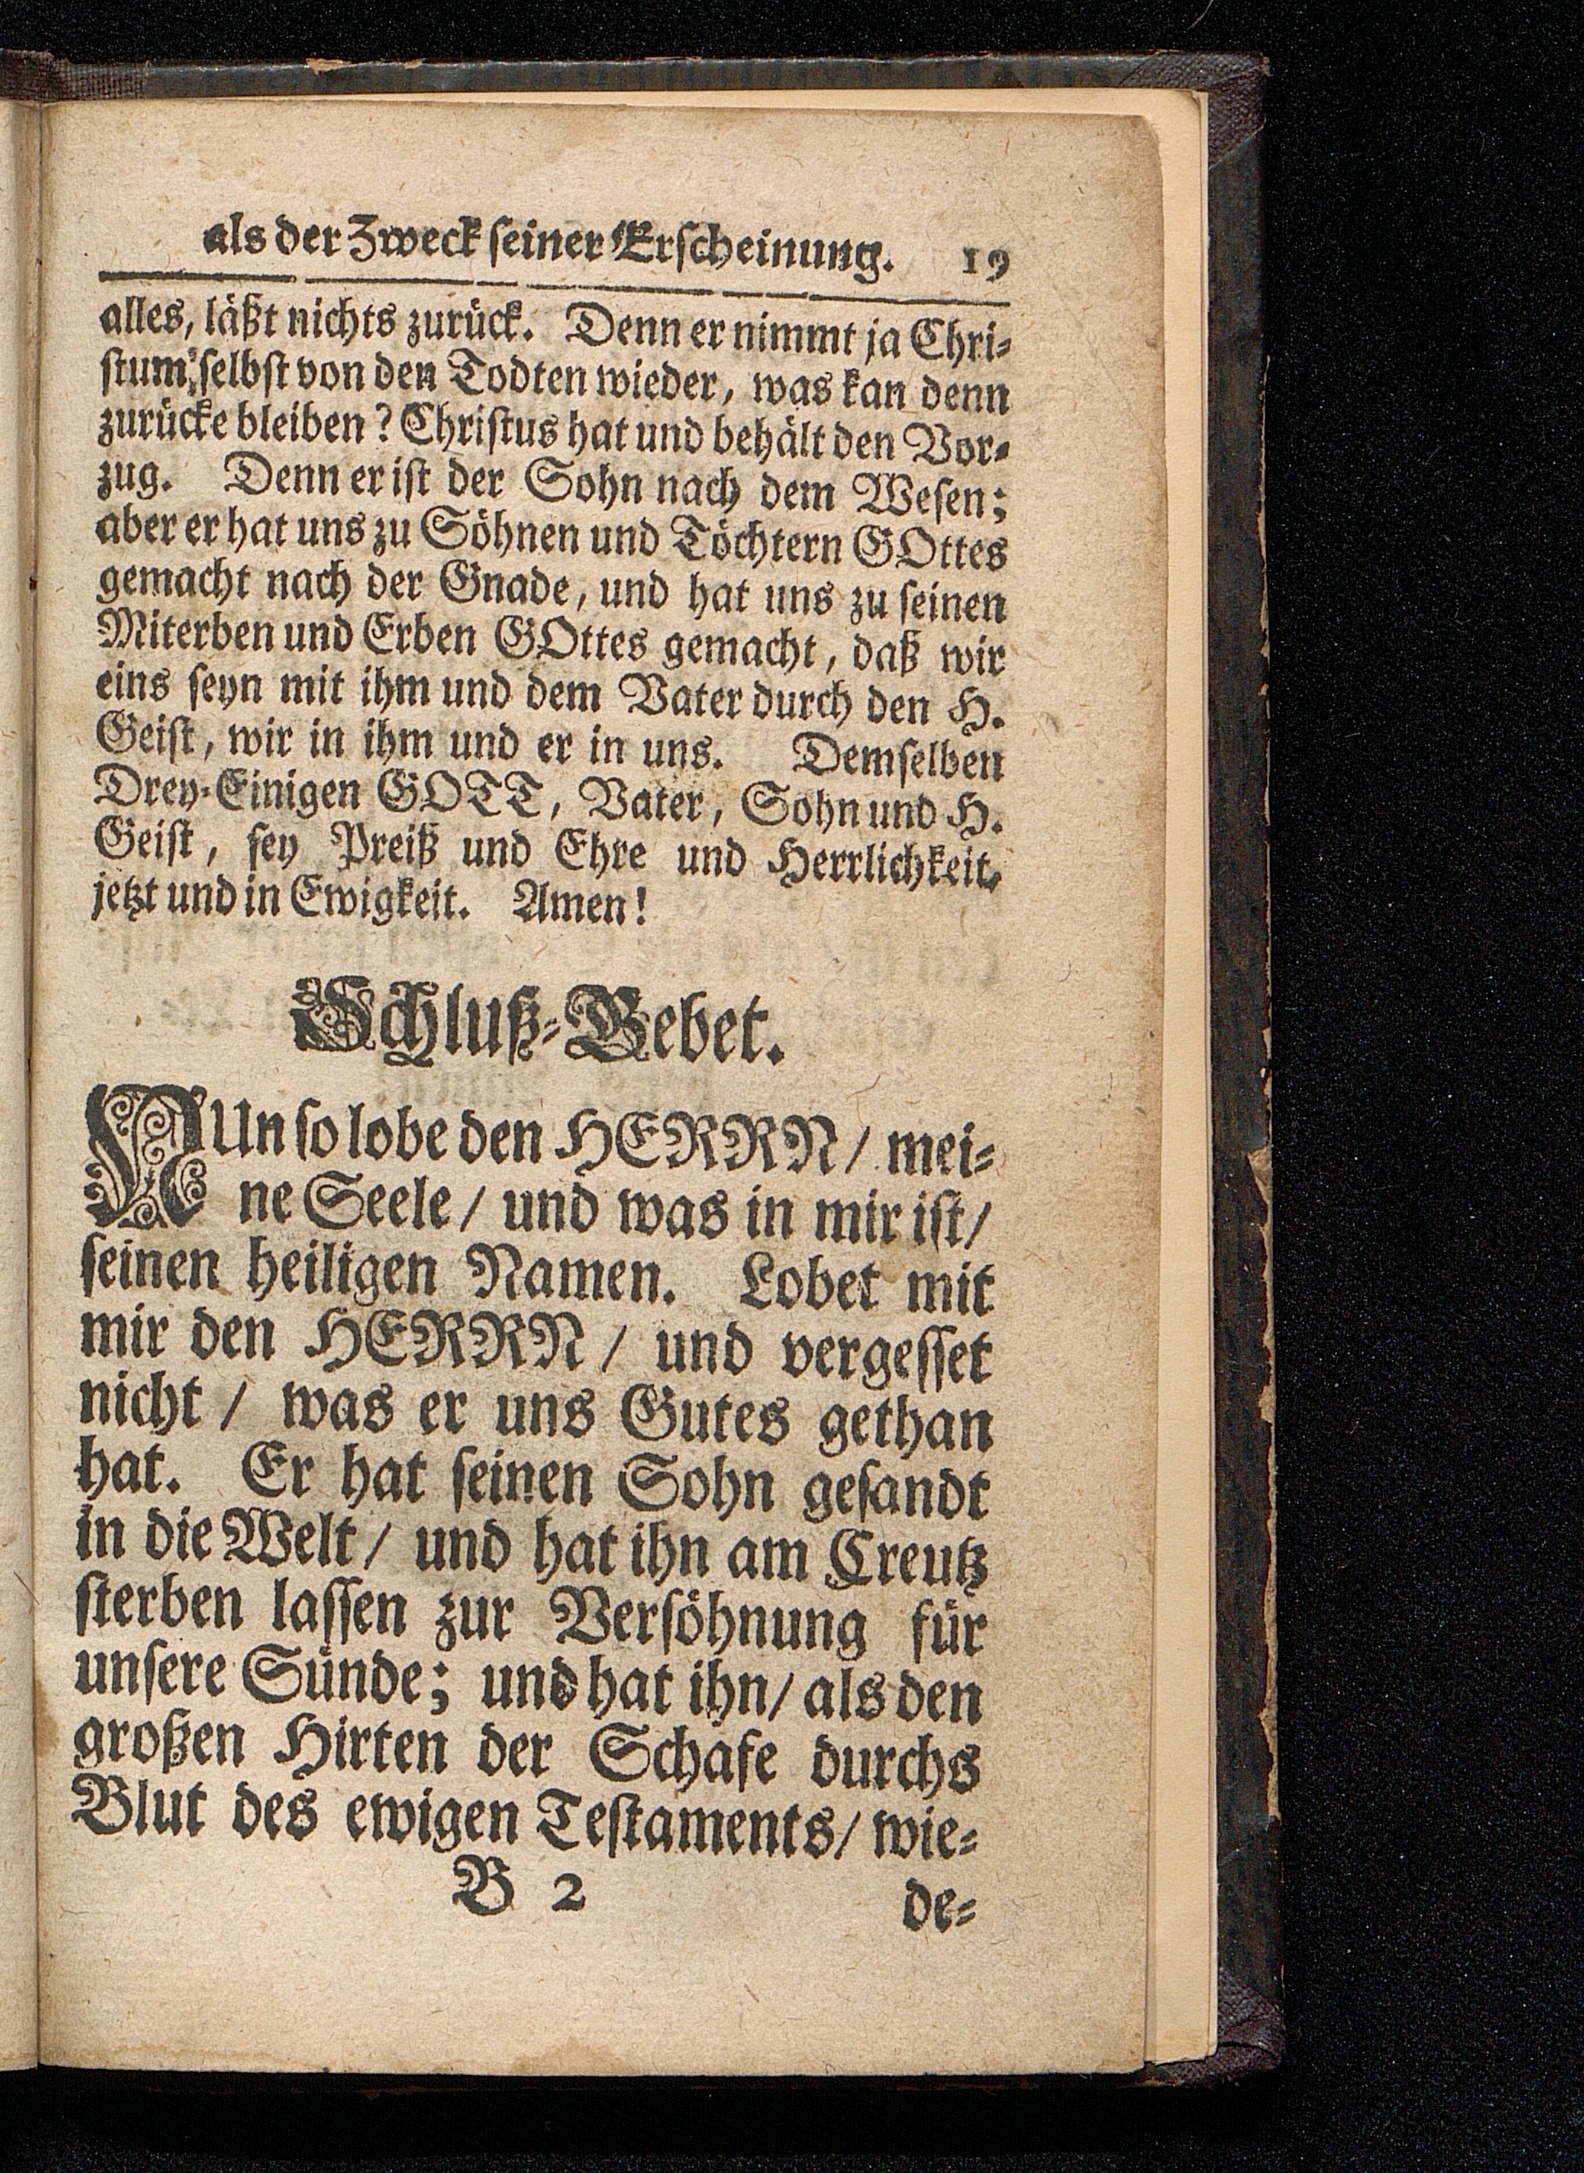 als der Zweck ſeiner Erſcheinung. 19
alles, läßt nichts zurück. Denn er nimmt ja Chri-
ſtum ſelbſt von den Todten wieder, was kan denn
zurücke bleiben? Chriſtus hat und behält den Vor-
zug. Denn er iſt der Sohn nach dem Weſen;
aber er hat uns zu Söhnen und Töchtern GOttes
gemacht nach der Gnade, und hat uns zu ſeinen
Miterben und Erben GOttes gemacht, daß wir
eins ſeyn mit ihm und dem Vater durch den H.
Geiſt, wir in ihm und er in uns. Demſelben
Drey-Einigen GOTT, Vater, Sohn und H.
Geiſt, ſey Preiß und Ehre und Herrlichkeit,
jetzt und in Ewigkeit. Amen!
Schluß-Gebet.
NUn ſo lobe den HERRN/ mei-
ne Seele/ und was in mir iſt/
ſeinen heiligen Namen. Lobet mit
mir den HERRN/ und vergeſſet
nicht/ was er uns Gutes gethan
hat. Er hat ſeinen Sohn geſandt
in die Welt/ und hat ihn am Creutz
ſterben laſſen zur Verſöhnung für
unſere Sünde; und hat ihn/ als den
großen Hirten der Schafe durchs
Blut des ewigen Teſtaments/ wie-
B 2 de-